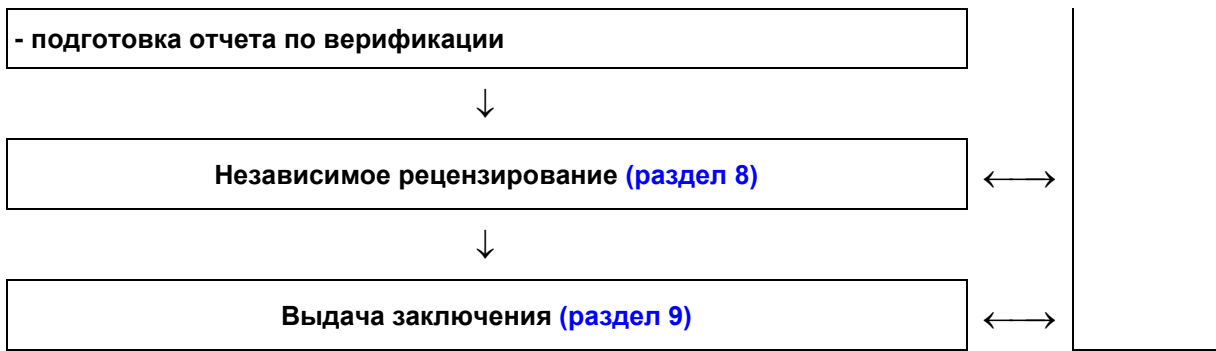 - подготовка отчета по верификации
↓
Независимое рецензирование (раздел 8)
↓
Выдача заключения (раздел 9)